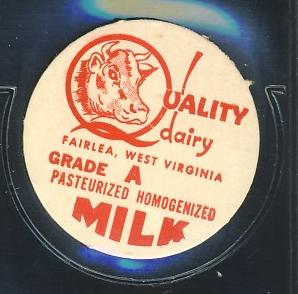 QUALITY
dairy
FAIRLEA, WEST VIRGINIA
GRADE A
PASTEURIZED HOMOGENIZED
MILK